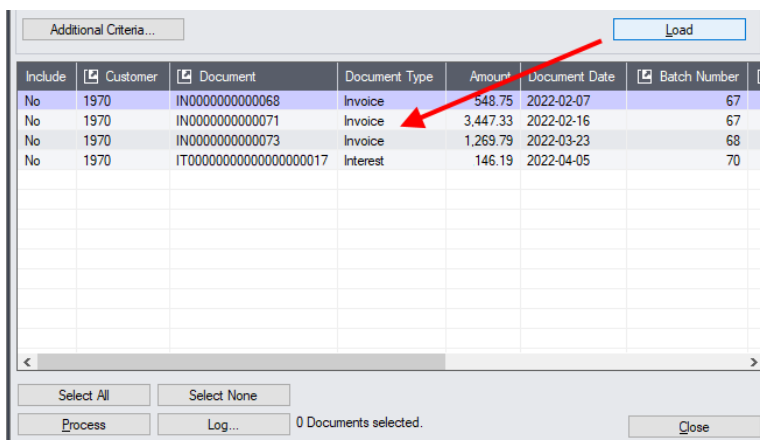 Additional Criteria... Load
Include Customer Document Document Type Amount Document Date Batch Number
No 1970 IN0000000000068 Invoice 548.75 2022-02-07 67
No 1970 IN0000000000071 Invoice 3,447.33 2022-02-16 67
No 1970 IN0000000000073 Invoice 1,269.79 2022-03-23 68
No 1970 IT00000000000000000017 Interest 146.19 2022-04-05 70
Select All Select None
Process Log... 0 Documents selected. Close